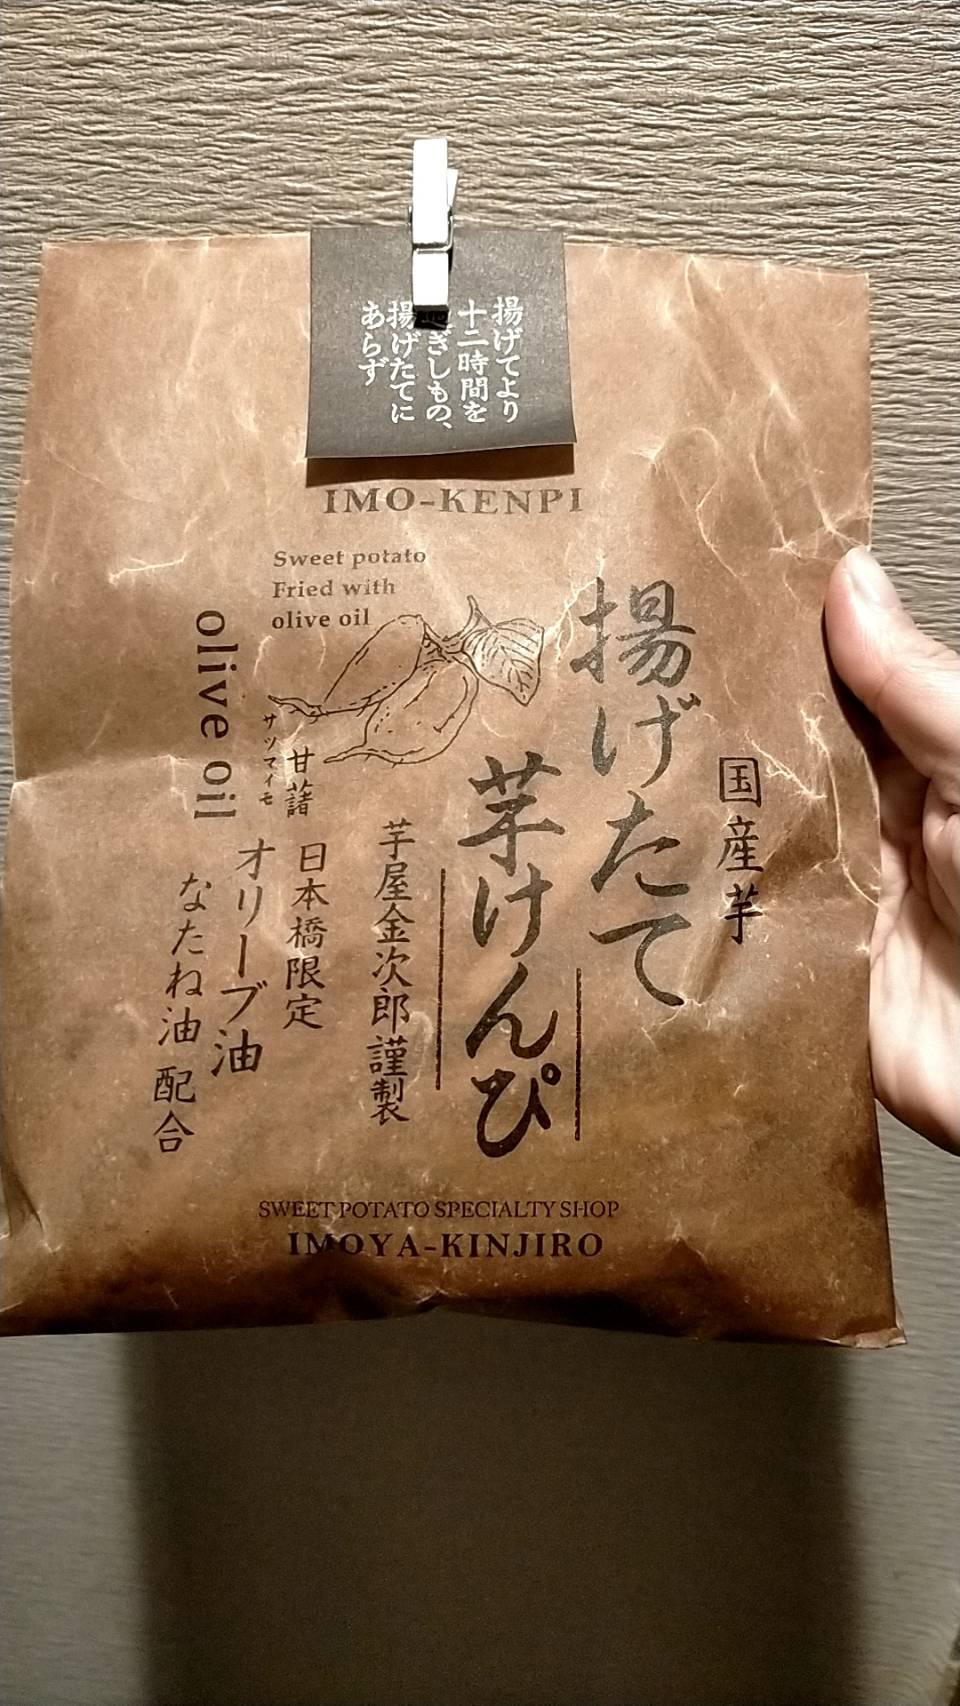 揚げてより
十二時間を
ぎしもの、
揚げたてに
あらず
IMO-KENPI
Sweet potato
Fried with
olive oil
国産芋
揚げたて
芋けんぴ
芋屋金次郎謹製
甘藷
サツマイモ
日本橋限定
olive oil
オリーブ油
なたね油 配合
SWEET POTATO SPECIALTY SHOP
IMOYA-KINJIRO